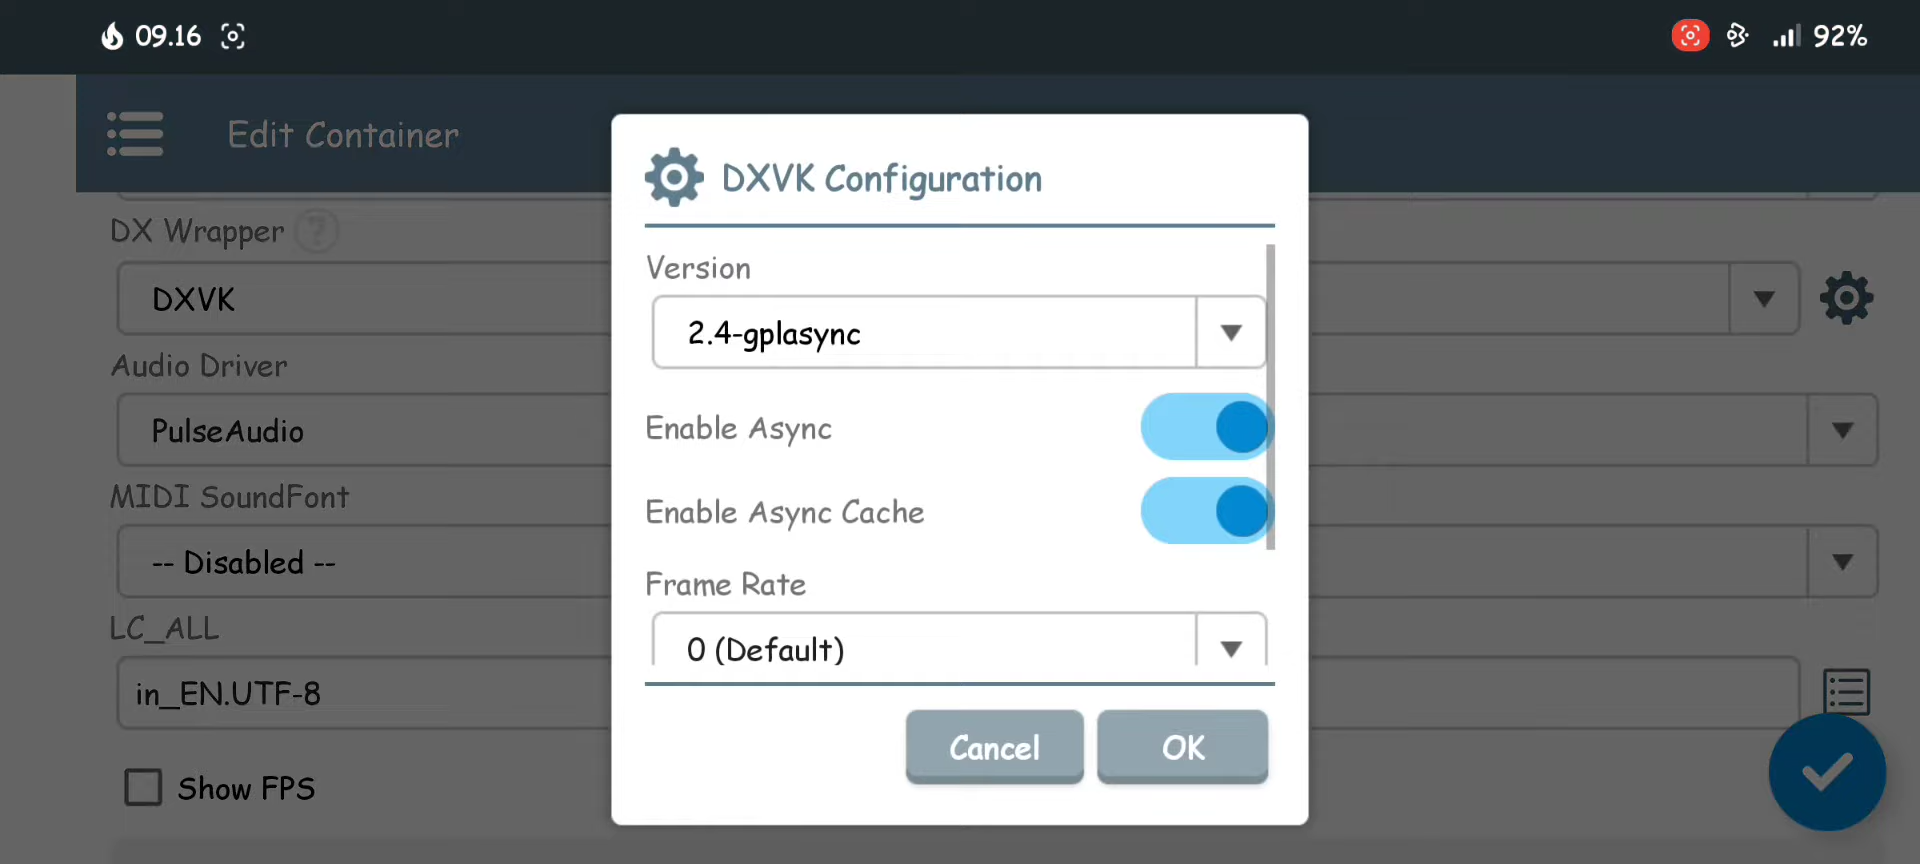 09.16
92%
Edit Container
DXVK Configuration
DX Wrapper ?
DXVK
Version
2.4-gplasync
Audio Driver
PulseAudio
Enable Async
MIDI SoundFont
Enable Async Cache
-- Disabled --
Frame Rate
0 (Default)
LC_ALL
in_EN.UTF-8
Cancel
OK
Show FPS